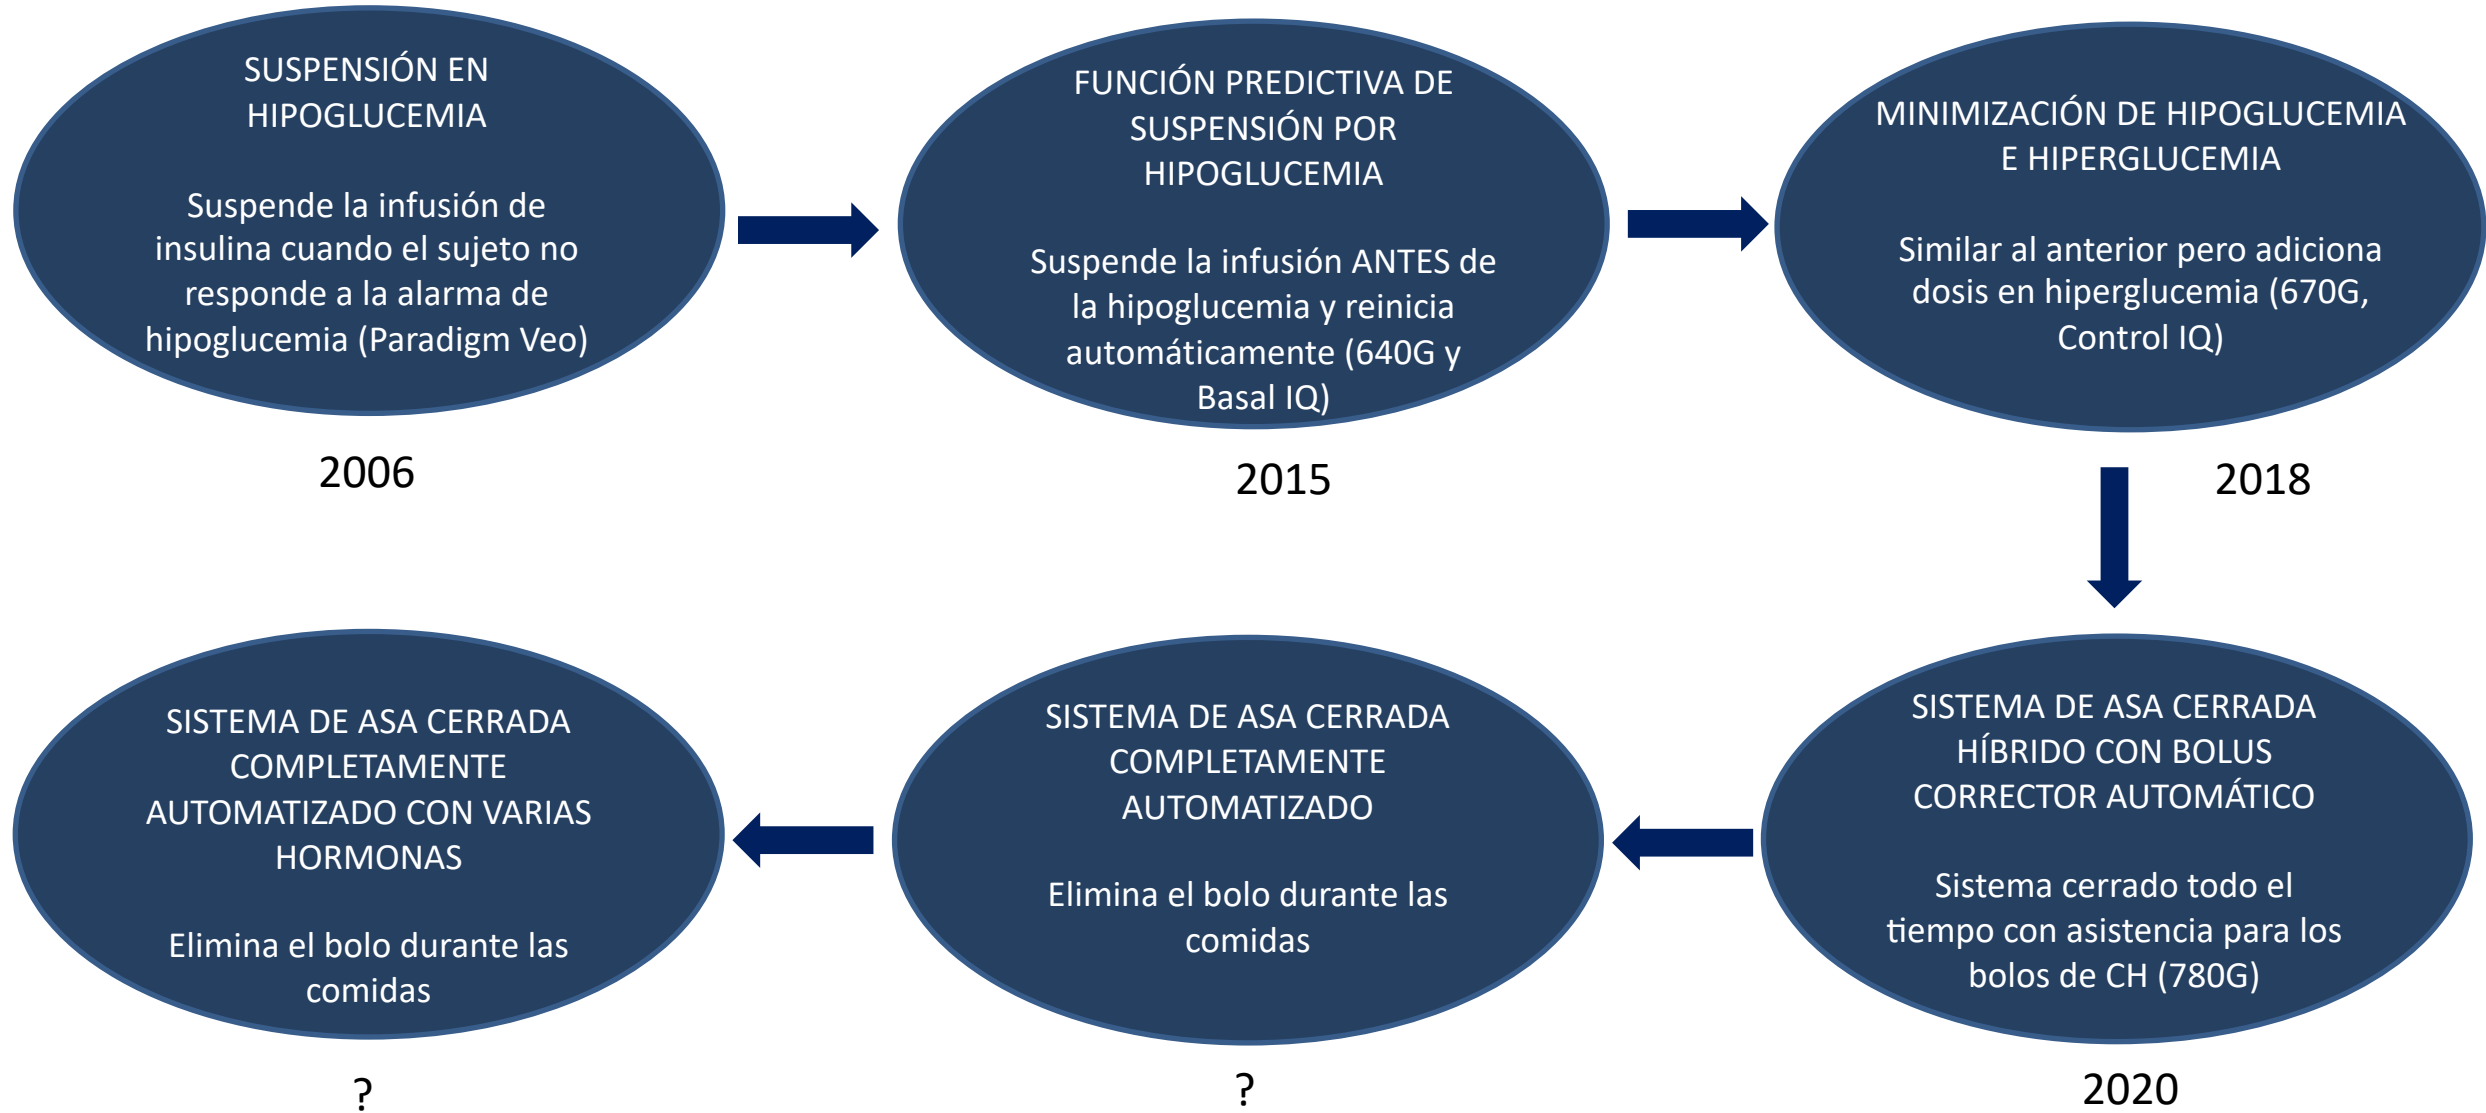 SUSPENSIÓN EN
HIPOGLUCEMIA
Suspende la infusión de
insulina cuando el sujeto no
responde a la alarma de
hipoglucemia (Paradigm Veo)
2006
FUNCIÓN PREDICTIVA DE
SUSPENSIÓN POR
HIPOGLUCEMIA
Suspende la infusión ANTES de
la hipoglucemia y reinicia
automáticamente (640G y
Basal IQ)
2015
MINIMIZACIÓN DE HIPOGLUCEMIA
E HIPERGLUCEMIA
Similar al anterior pero adiciona
dosis en hiperglucemia (670G,
Control IQ)
2018
SISTEMA DE ASA CERRADA
HÍBRIDO CON BOLUS
CORRECTOR AUTOMÁTICO
Sistema cerrado todo el
tiempo con asistencia para los
bolos de CH (780G)
2020
SISTEMA DE ASA CERRADA
COMPLETAMENTE
AUTOMATIZADO
Elimina el bolo durante las
comidas
?
SISTEMA DE ASA CERRADA
COMPLETAMENTE
AUTOMATIZADO CON VARIAS
HORMONAS
Elimina el bolo durante las
comidas
?